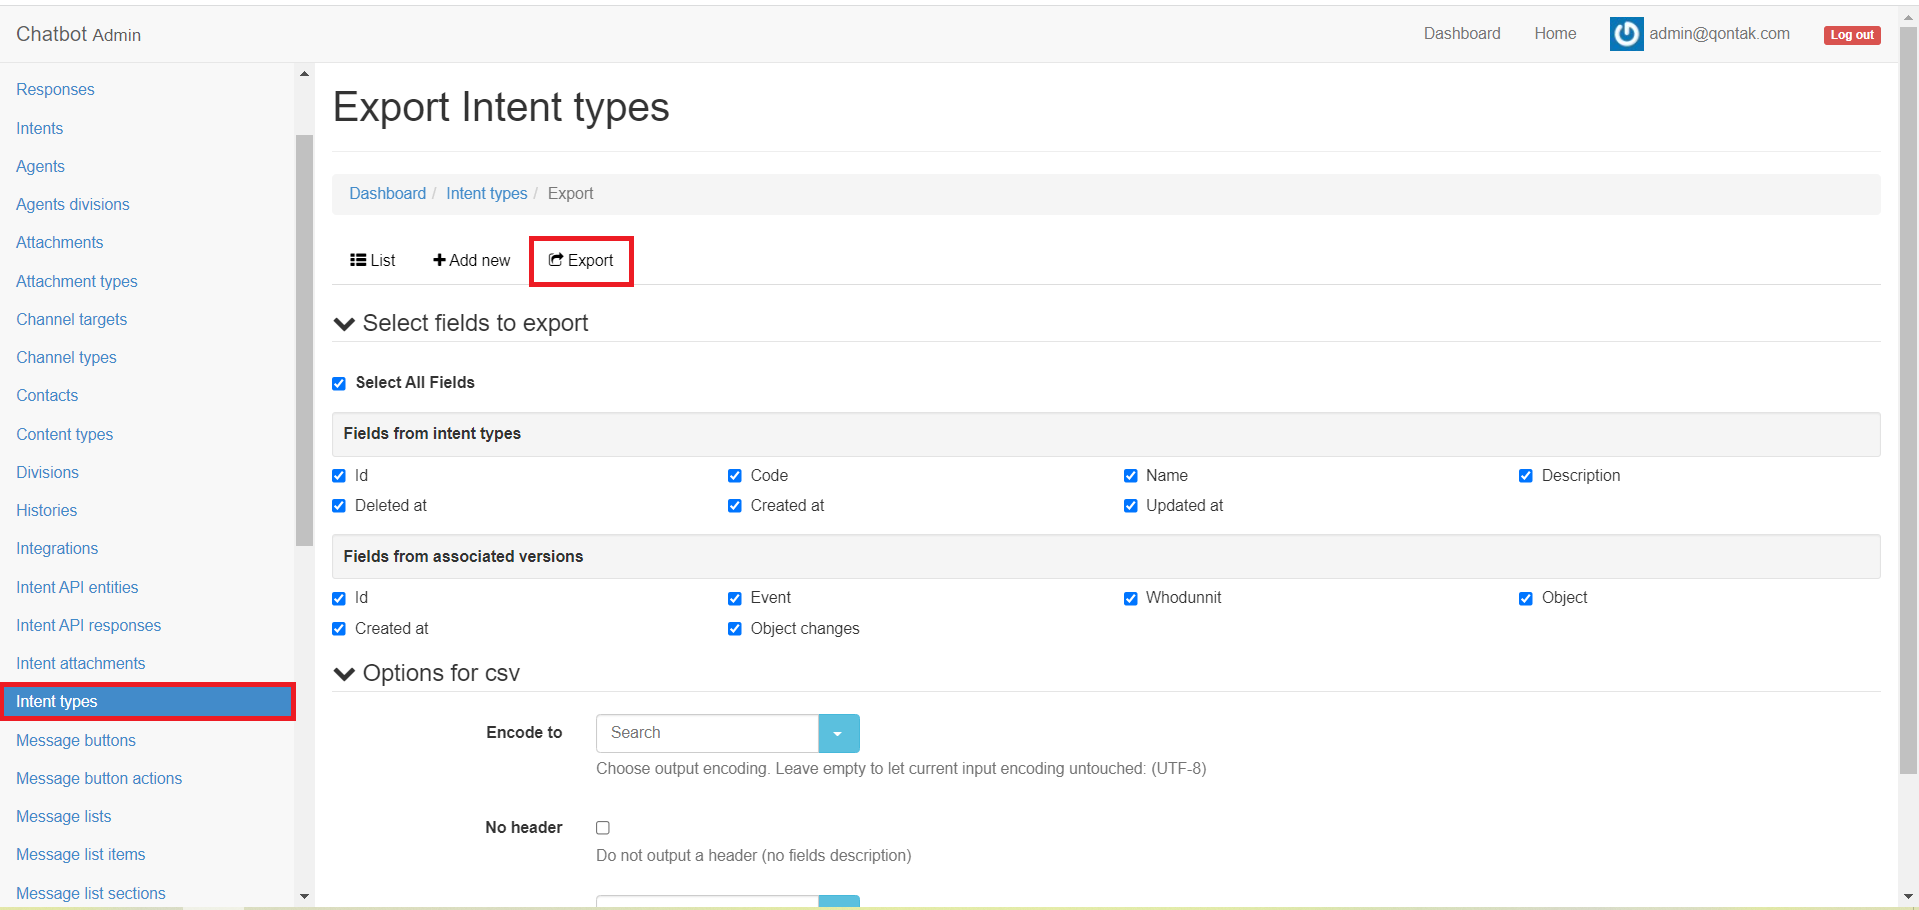 Chatbot Admin
Dashboard
Home
admin@qontak.com
Log out
Responses
Intents
Agents
Agents divisions
Attachments
Attachment types
Channel targets
Channel types
Contacts
Content types
Divisions
Histories
Integrations
Intent API entities
Intent API responses
Intent attachments
Intent types
Message buttons
Message button actions
Message lists
Message list items
Message list sections
Export Intent types
Dashboard / Intent types / Export
List
Add new
Export
Select fields to export
Select All Fields
Fields from intent types
Id Code Name Description
Deleted at Created at Updated at
Fields from associated versions
Id Event Whodunnit Object
Created at Object changes
Options for csv
Encode to Search
Choose output encoding. Leave empty to let current input encoding untouched: (UTF-8)
No header
Do not output a header (no fields description)